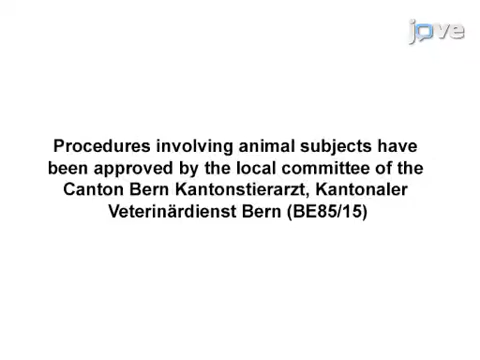 jove
Procedures involving animal subjects have
been approved by the local committee of the
Canton Bern Kantonstierarzt, Kantonaler
Veterinärdienst Bern (BE85/15)